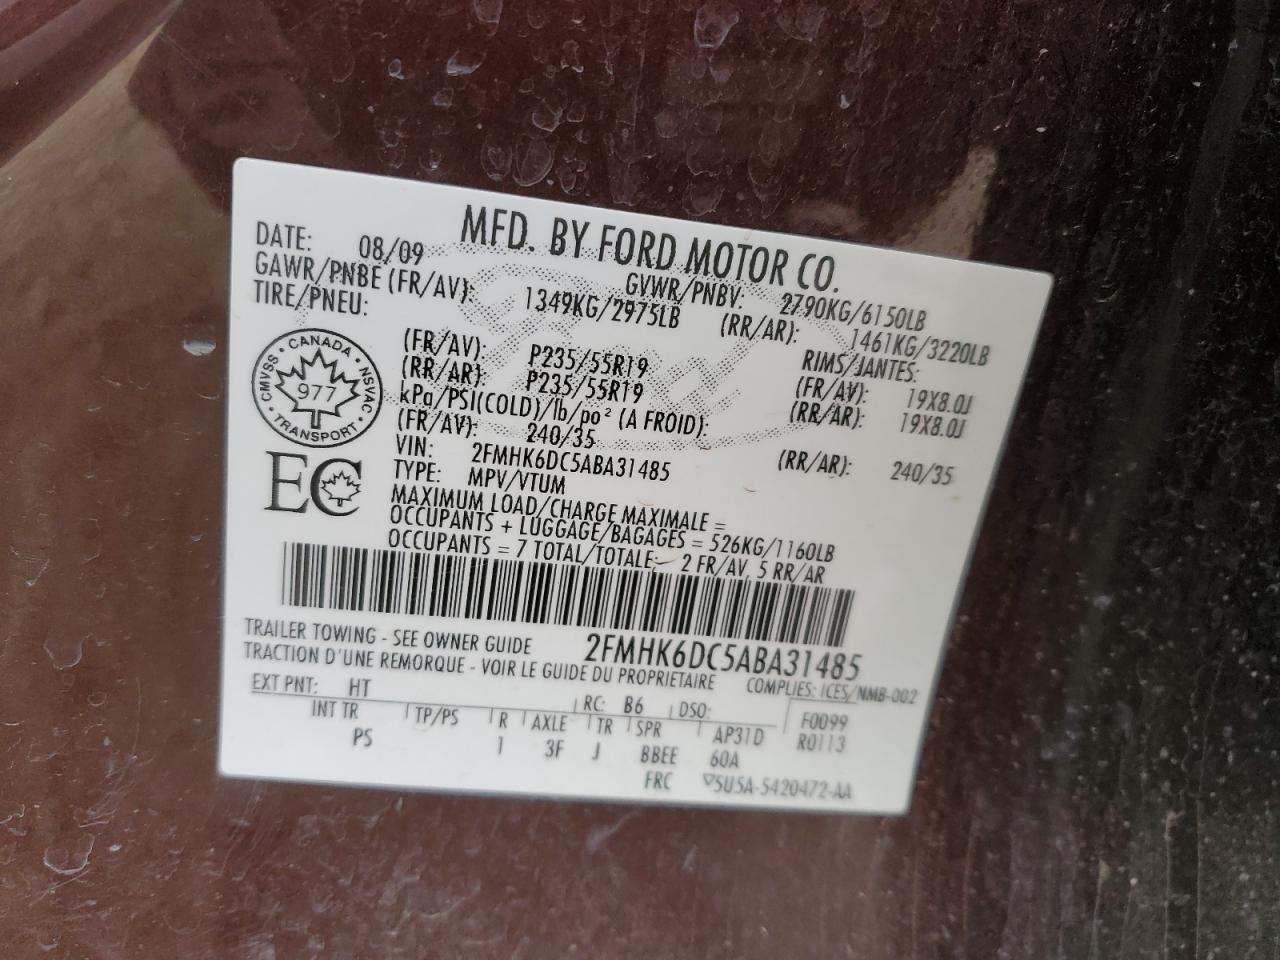 MFD. BY FORD MOTOR CO.
DATE: 08/09 GVWR/PNBV: 2790KG/6150LB
GAWR/PNBE (FR/AV): 1349KG/2975LB (RR/AR): 1461KG/3220LB
TIRE/PNEU: RIMS/JANTES:
(FR/AV): P235/55R19 (FR/AV): 19X8.0J
(RR/AR): P235/55R19 (RR/AR): 19X8.0J
kPa/PSI(COLD)/lb/po² (A FROID):
(FR/AV): 240/35 (RR/AR): 240/35
VIN: 2FMHK6DC5ABA31485
TYPE: MPV/VTUM
MAXIMUM LOAD/CHARGE MAXIMALE =
OCCUPANTS + LUGGAGE/BAGAGES = 526KG/1160LB
OCCUPANTS = 7 TOTAL/TOTALE: 2 FR/AV, 5 RR/AR
CMVSS • CANADA • NSVAC • TRANSPORT •
977
EC
Ford
2FMHK6DC5ABA31485
TRAILER TOWING - SEE OWNER GUIDE
TRACTION D'UNE REMORQUE - VOIR LE GUIDE DU PROPRIETAIRE
COMPLIES: ICES/NMB-002
EXT PNT: HT RC: B6 DSO: F0099
INT TR TP/PS R AXLE TR SPR AP31D R0113
PS 1 3F J BBEE 60A
FRC ▽5U5A-5420472-AA